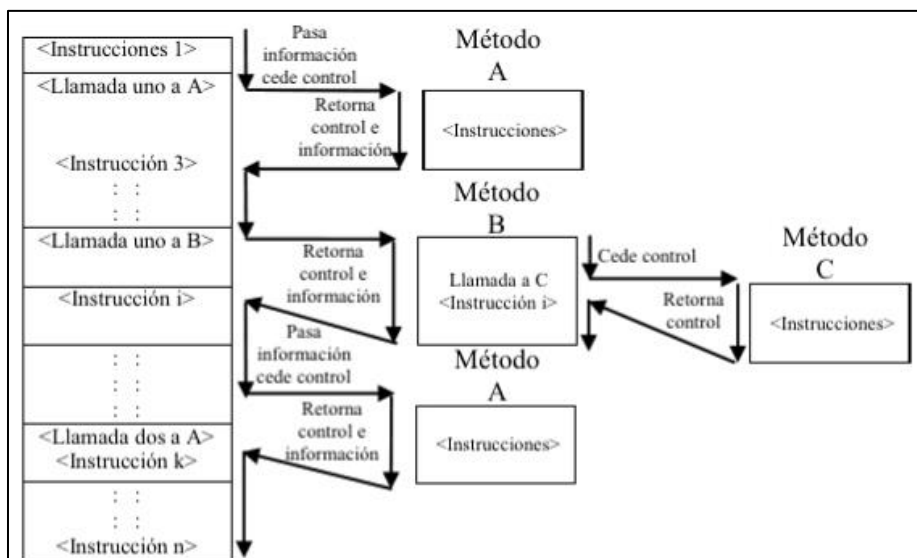 <Instrucciones 1>
<Llamada uno a A>
<Instrucción 3>
: :
: :
<Llamada uno a B>
<Instrucción i>
: :
: :
: :
<Llamada dos a A>
<Instrucción k>
: :
: :
<Instrucción n>
Pasa
información
cede control
Retorna
control e
información
Método
A
<Instrucciones>
Retorna
control e
información
Método
B
Llamada a C
<Instrucción i>
Cede control
Retorna
control
Método
C
<Instrucciones>
Pasa
información
cede control
Retorna
control e
información
Método
A
<Instrucciones>